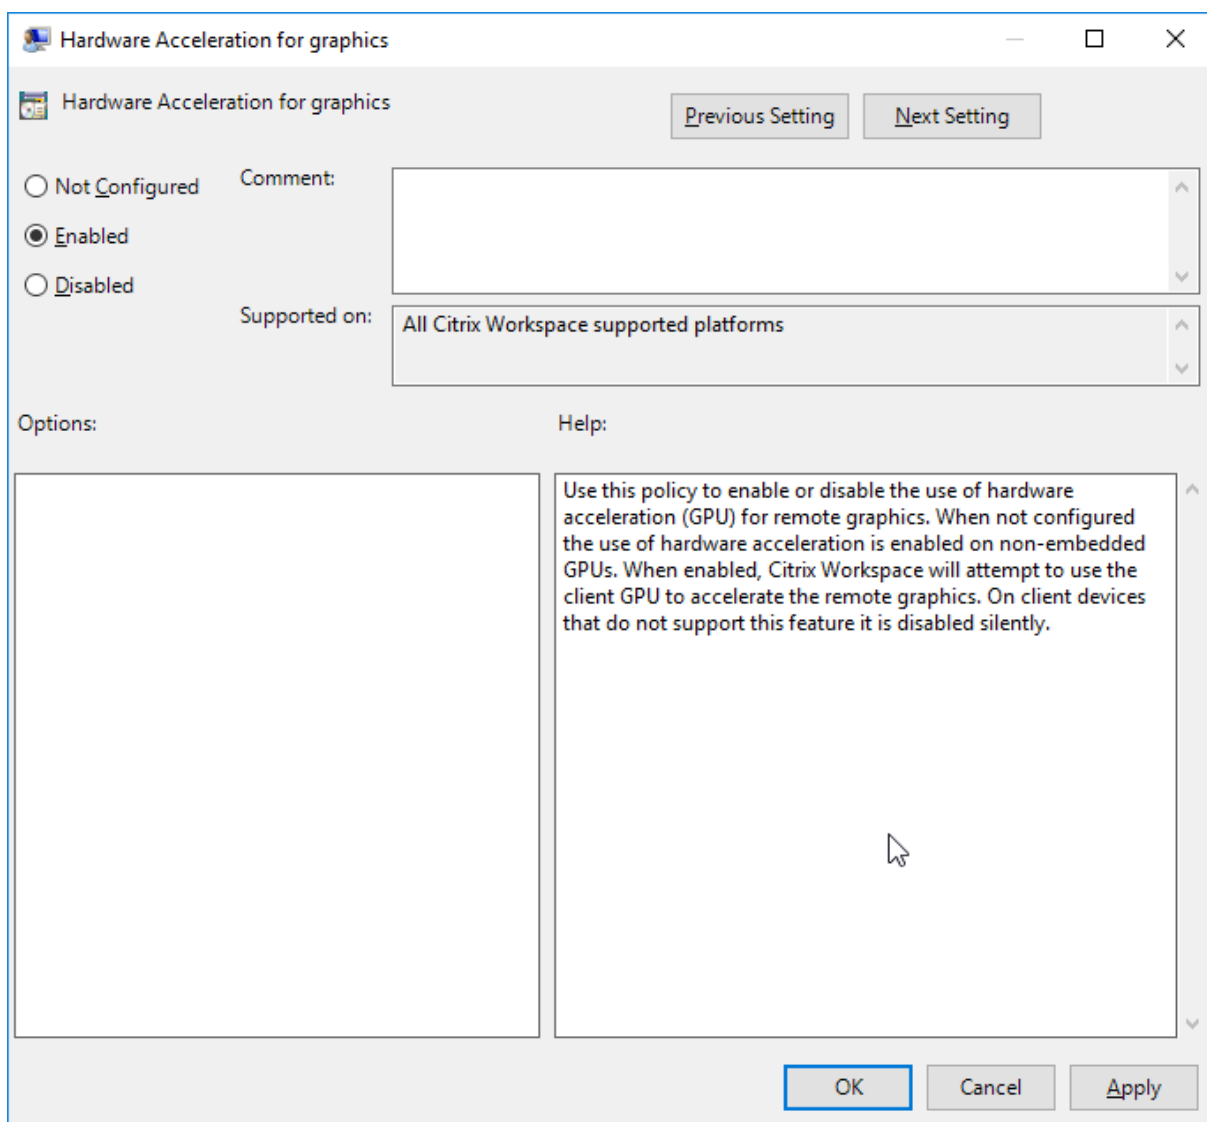 Hardware Acceleration for graphics
Hardware Acceleration for graphics
Previous Setting
Next Setting
Not Configured
Comment:
Enabled
Disabled
Supported on:
All Citrix Workspace supported platforms
Options:
Help:
Use this policy to enable or disable the use of hardware
acceleration (GPU) for remote graphics. When not configured
the use of hardware acceleration is enabled on non-embedded
GPUs. When enabled, Citrix Workspace will attempt to use the
client GPU to accelerate the remote graphics. On client devices
that do not support this feature it is disabled silently.
OK
Cancel
Apply